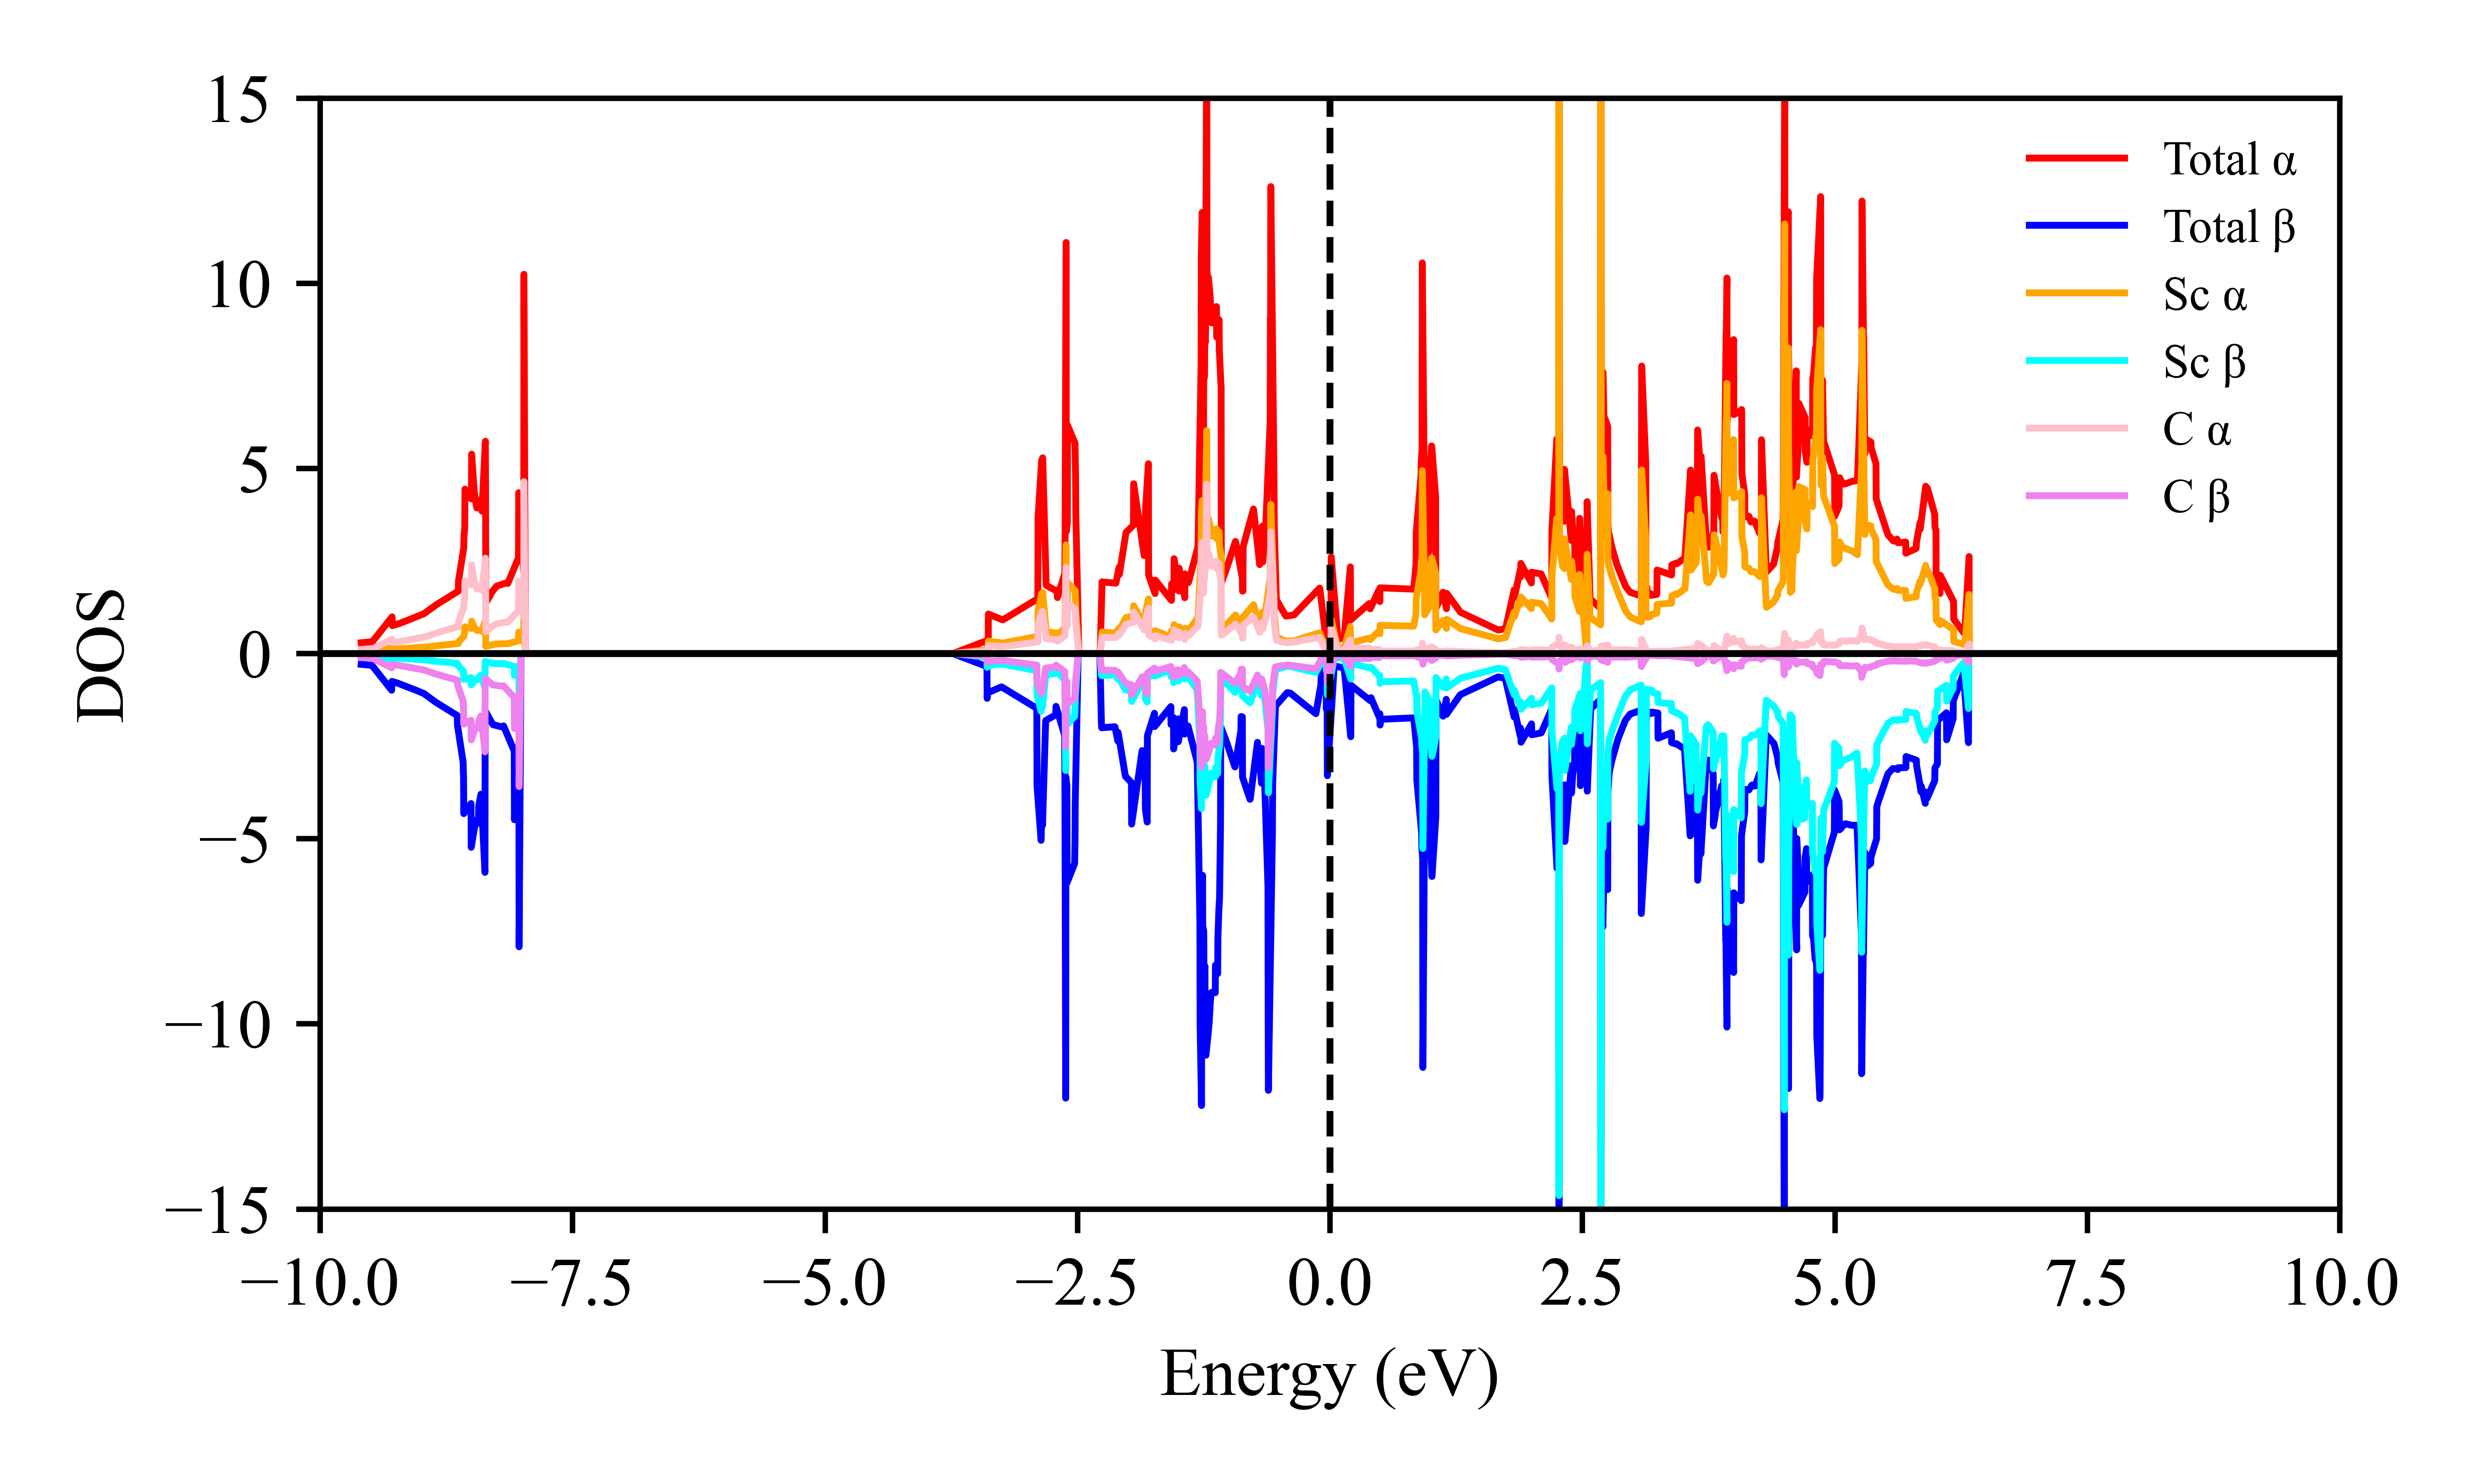 15
10
5
0
−5
−10
−15
DOS
Total α
Total β
Sc α
Sc β
C α
C β
−10.0 −7.5 −5.0 −2.5 0.0 2.5 5.0 7.5 10.0
Energy (eV)